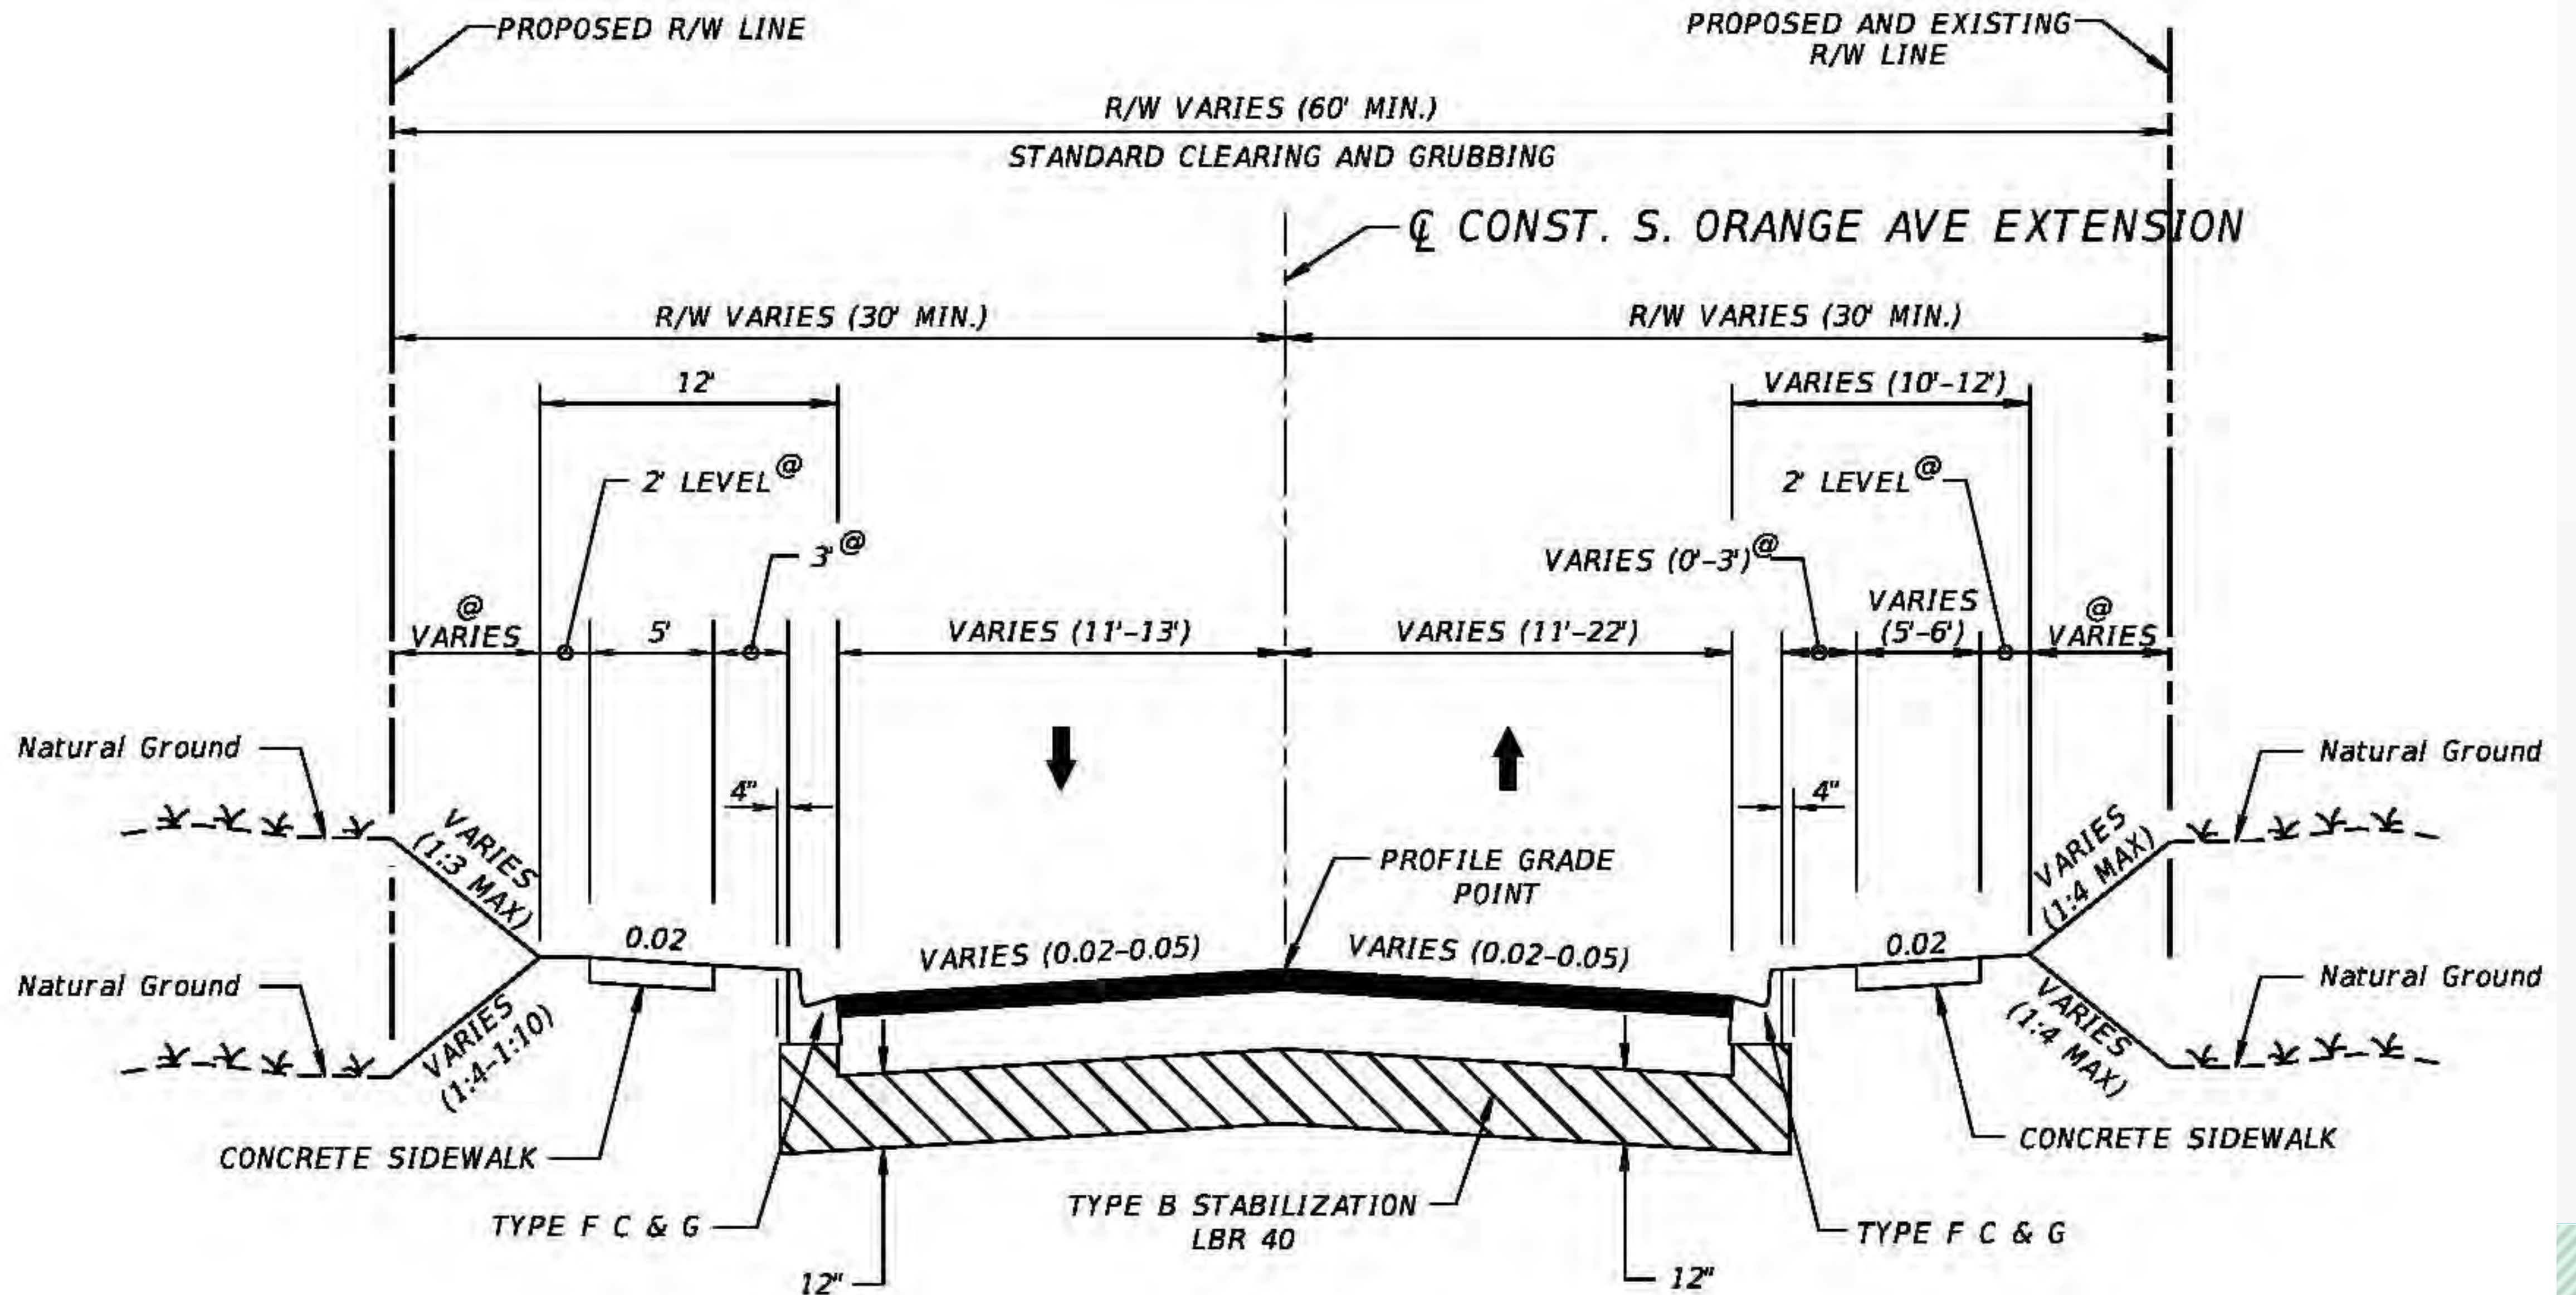 PROPOSED R/W LINE
PROPOSED AND EXISTING
R/W LINE
R/W VARIES (60' MIN.)
STANDARD CLEARING AND GRUBBING
℄ CONST. S. ORANGE AVE EXTENSION
R/W VARIES (30' MIN.)
R/W VARIES (30' MIN.)
12'
VARIES (10'-12')
2' LEVEL @
2' LEVEL @
3' @
VARIES (0'-3') @
@
VARIES
5'
VARIES (11'-13')
VARIES (11'-22')
VARIES
(5'-6')
@
VARIES
Natural Ground
Natural Ground
4"
4"
VARIES
(1:3 MAX)
VARIES
(1:4 MAX)
PROFILE GRADE
POINT
0.02
VARIES (0.02-0.05)
VARIES (0.02-0.05)
0.02
Natural Ground
Natural Ground
VARIES
(1:4-1:10)
VARIES
(1:4 MAX)
CONCRETE SIDEWALK
CONCRETE SIDEWALK
TYPE F C & G
TYPE B STABILIZATION
LBR 40
TYPE F C & G
12"
12"